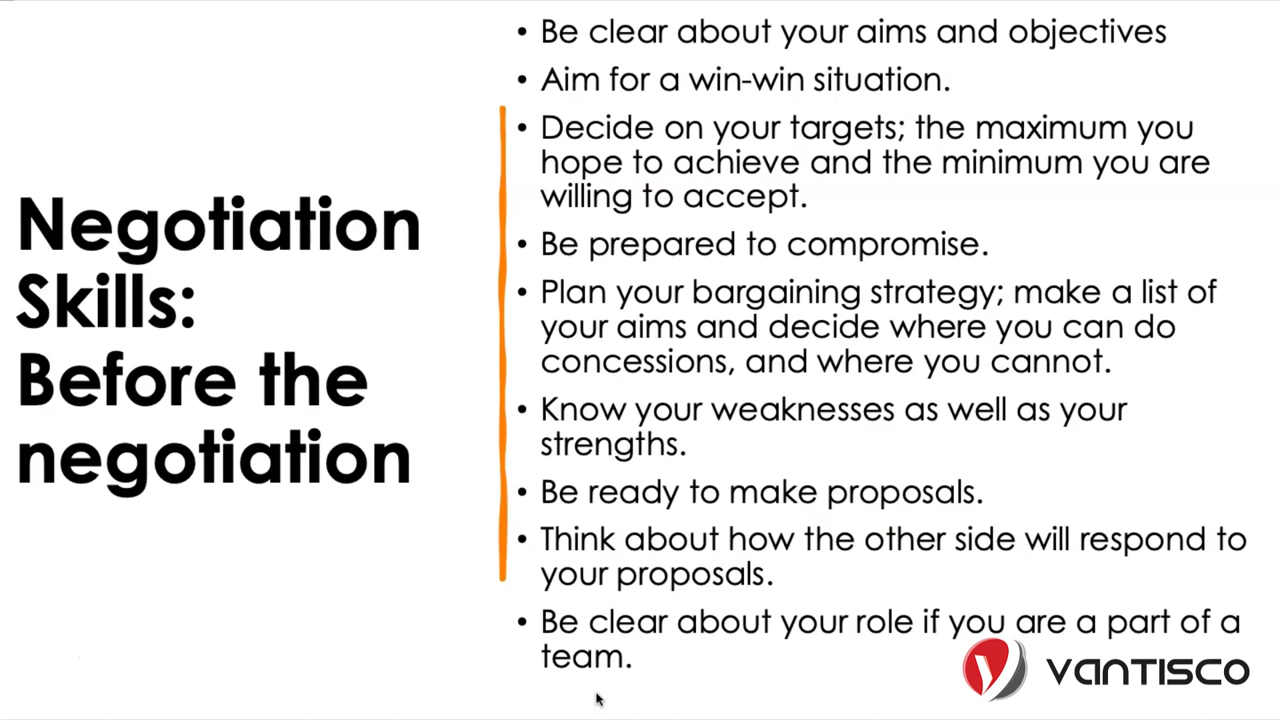 Negotiation
Skills:
Before the
negotiation
• Be clear about your aims and objectives
• Aim for a win-win situation.
• Decide on your targets; the maximum you
hope to achieve and the minimum you are
willing to accept.
• Be prepared to compromise.
• Plan your bargaining strategy; make a list of
your aims and decide where you can do
concessions, and where you cannot.
• Know your weaknesses as well as your
strengths.
• Be ready to make proposals.
• Think about how the other side will respond to
your proposals.
• Be clear about your role if you are a part of a
team.
VANTISCO